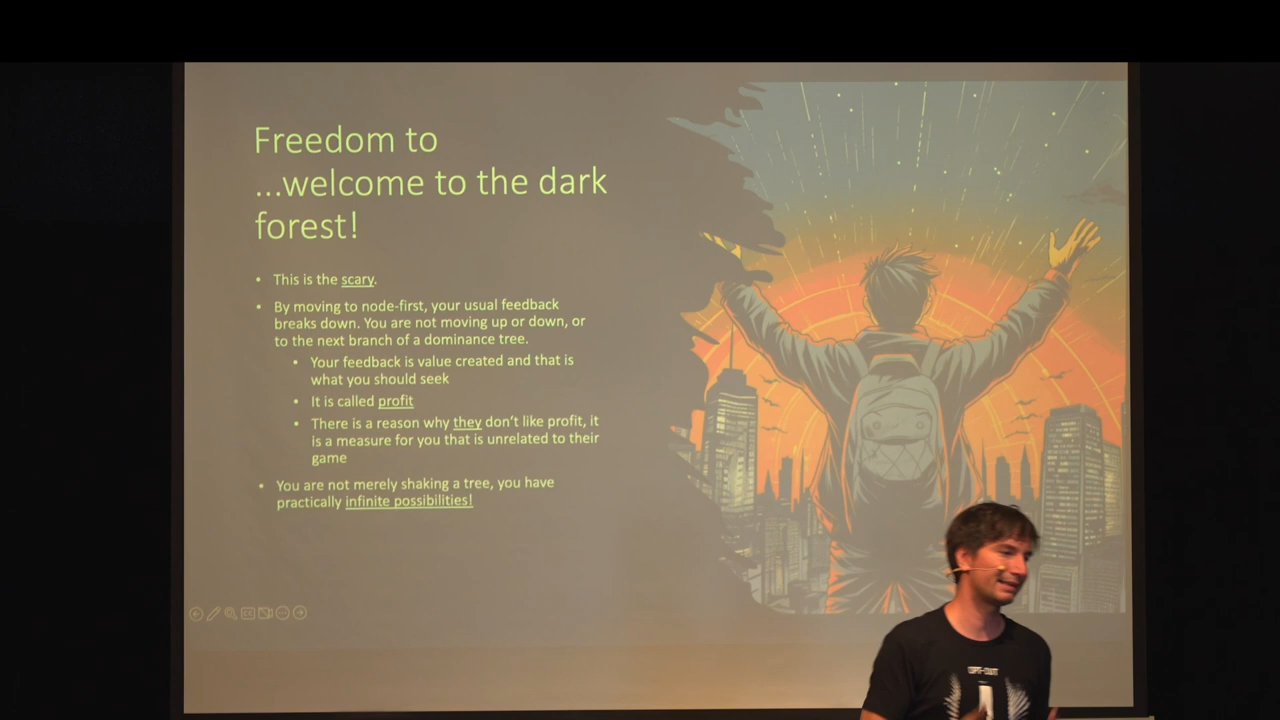 Freedom to
...welcome to the dark
forest!
• This is the scary.
• By moving to node-first, your usual feedback
breaks down. You are not moving up or down, or
to the next branch of a dominance tree.
• Your feedback is value created and that is
what you should seek
• It is called profit
• There is a reason why they don't like profit, it
is a measure for you that is unrelated to their
game
• You are not merely shaking a tree, you have
practically infinite possibilities!